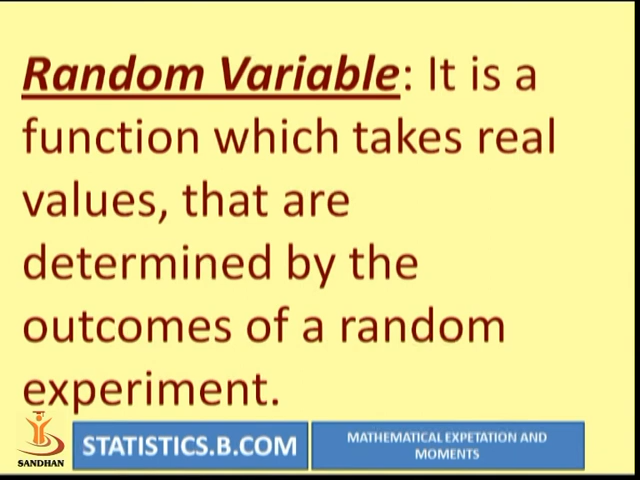 Random Variable: It is a
function which takes real
values, that are
determined by the
outcomes of a random
experiment.
SANDHAN
STATISTICS.B.COM
MATHEMATICAL EXPETATION AND
MOMENTS